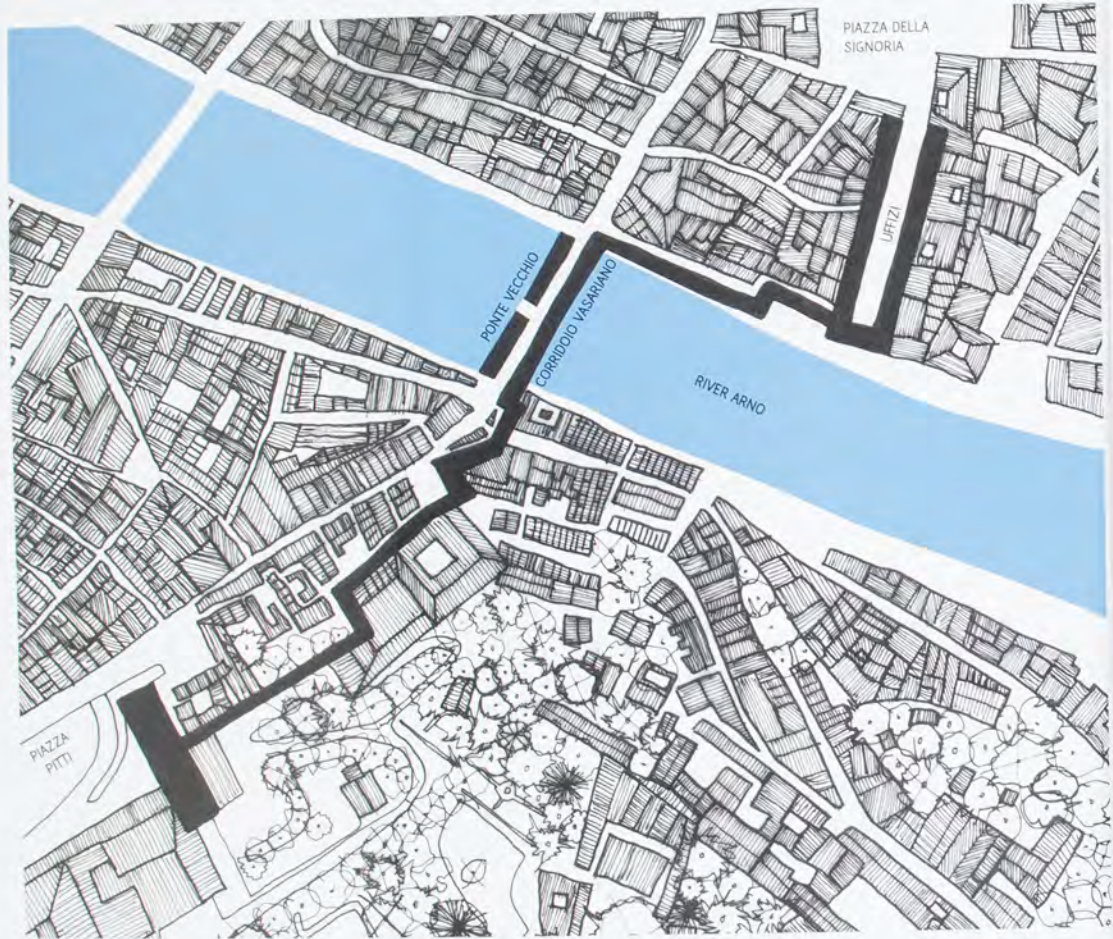 PIAZZA DELLA
SIGNORIA
UFFIZI
PONTE VECCHIO
CORRIDOIO VASARIANO
RIVER ARNO
PIAZZA
PITTI